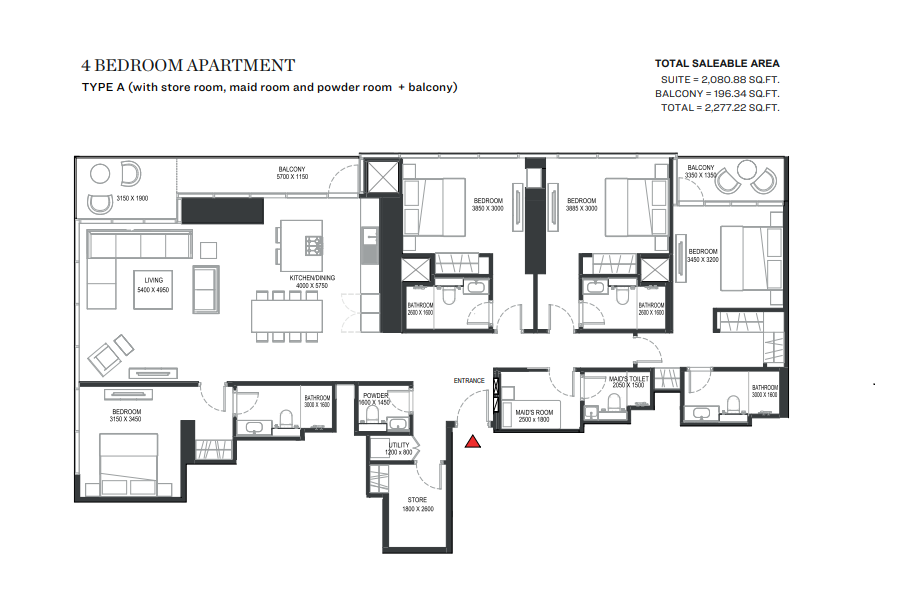 4 BEDROOM APARTMENT
TYPE A (with store room, maid room and powder room + balcony)
TOTAL SALEABLE AREA
SUITE = 2,080.88 SQ.FT.
BALCONY = 196.34 SQ.FT.
TOTAL = 2,277.22 SQ.FT.
BALCONY
5700 X 1150
3150 X 1900
BALCONY
3350 X 1350
BEDROOM
3850 X 3000
BEDROOM
3885 X 3000
BEDROOM
3450 X 3200
LIVING
5400 X 4950
KITCHEN/DINING
4000 X 5750
BATHROOM
2600 X 1600
BATHROOM
2600 X 1600
ENTRANCE
MAID'S TOILET
2050 X 1500
BATHROOM
3000 X 1600
BEDROOM
3150 X 3450
BATHROOM
3000 X 1600
POWDER
1000 X 1450
MAID'S ROOM
2500 x 1800
UTILITY
1200 x 800
STORE
1800 X 2600